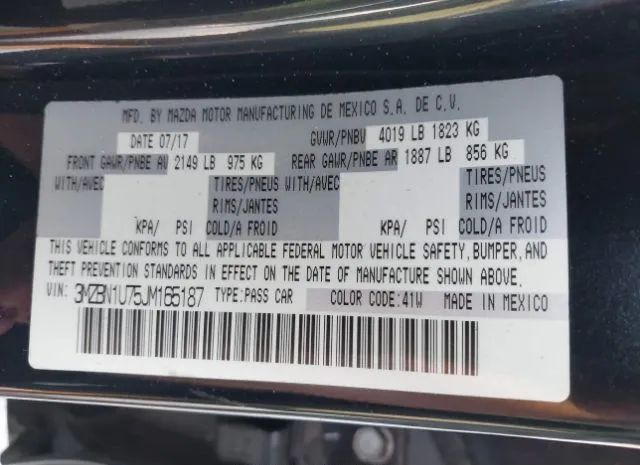 MFD. BY MAZDA MOTOR MANUFACTURING DE MEXICO S.A. DE C.V.
DATE 07/17 GVWR/PNBV 4019 LB 1823 KG
FRONT GAWR/PNBE AV 2149 LB 975 KG REAR GAWR/PNBE AR 1887 LB 856 KG
WITH/AVEC TIRES/PNEUS WITH/AVEC TIRES/PNEUS
RIMS/JANTES RIMS/JANTES
KPA/ PSI COLD/A FROID KPA/ PSI COLD/A FROID
THIS VEHICLE CONFORMS TO ALL APPLICABLE FEDERAL MOTOR VEHICLE SAFETY, BUMPER, AND
THEFT PREVENTION STANDARDS IN EFFECT ON THE DATE OF MANUFACTURE SHOWN ABOVE.
VIN: 3MZBN1U75JM165187 TYPE:PASS CAR COLOR CODE:41W MADE IN MEXICO